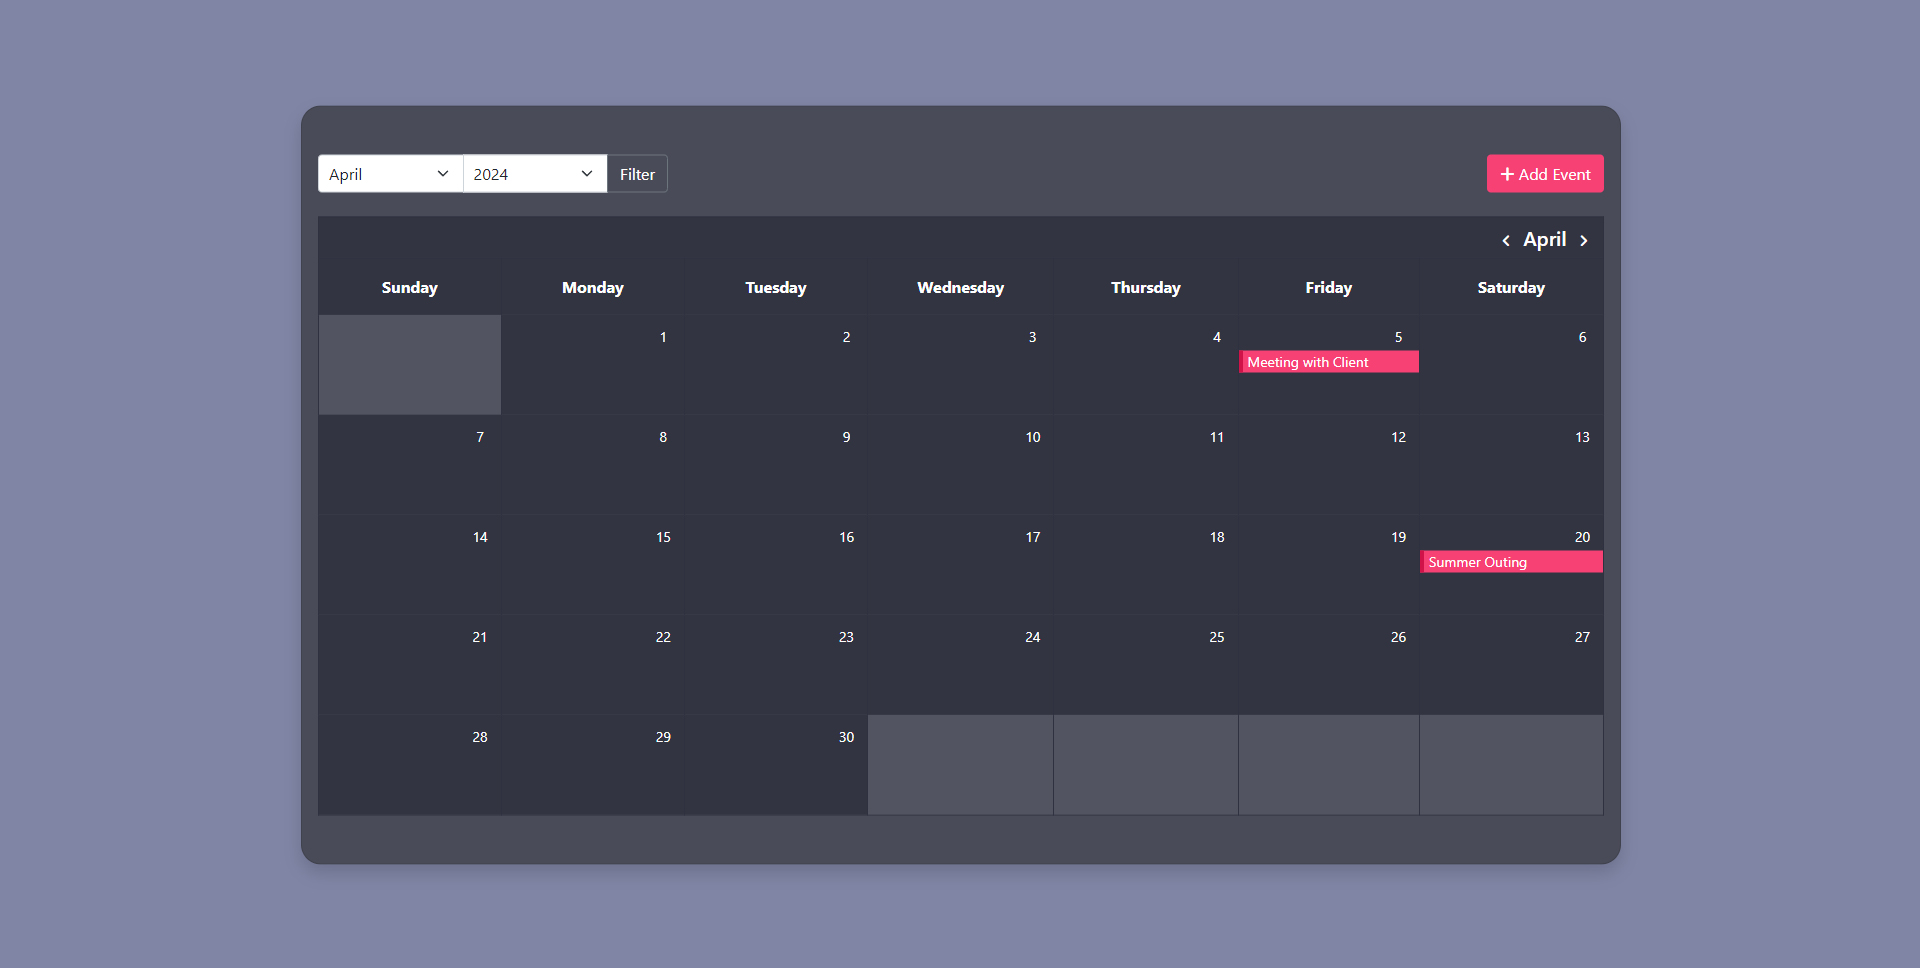 April 2024 Filter
Add Event
April
Sunday Monday Tuesday Wednesday Thursday Friday Saturday
1 2 3 4 5 6
Meeting with Client
7 8 9 10 11 12 13
14 15 16 17 18 19 20
Summer Outing
21 22 23 24 25 26 27
28 29 30